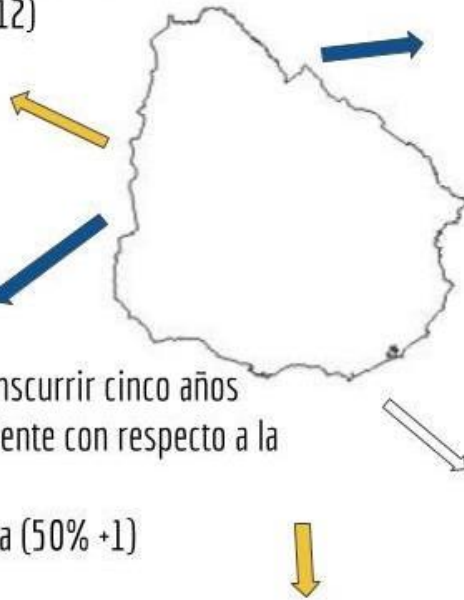 12)
nscurrir cinco años
ente con respecto a la
a (50% +1)